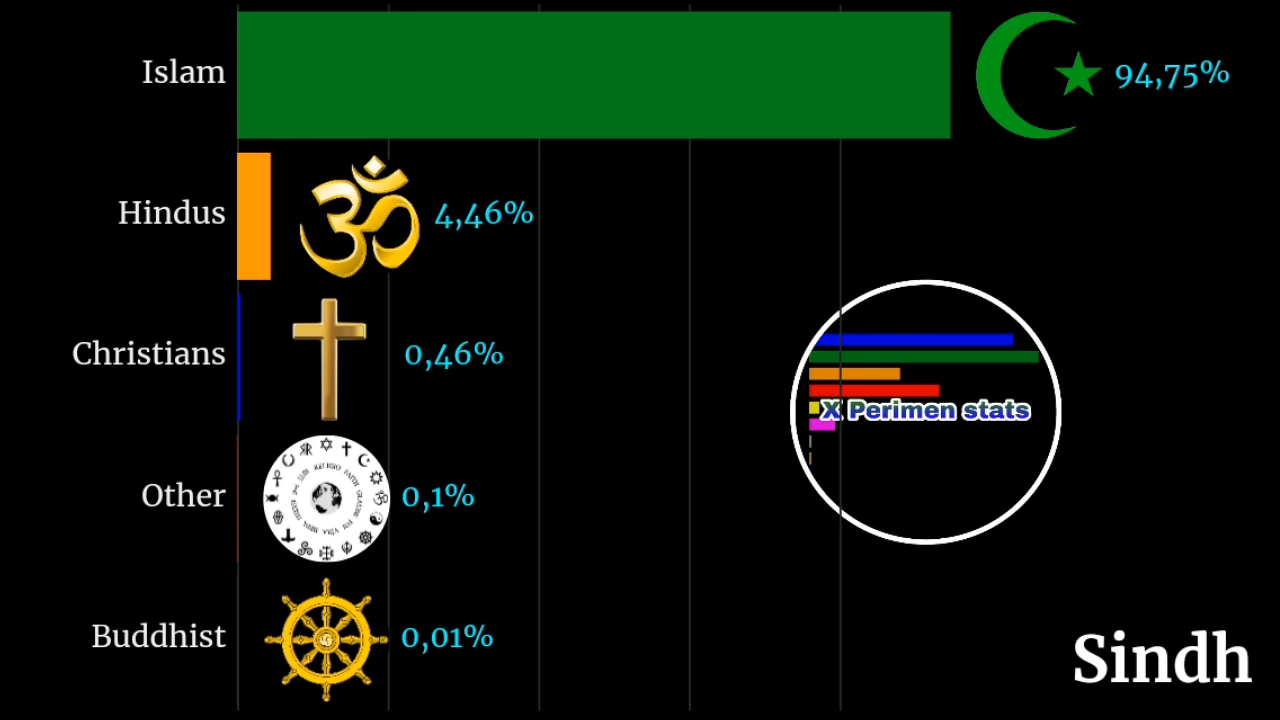 Islam
94,75%
Hindus
4,46%
Christians
0,46%
X Perimen stats
Other
0,1%
Buddhist
0,01%
Sindh